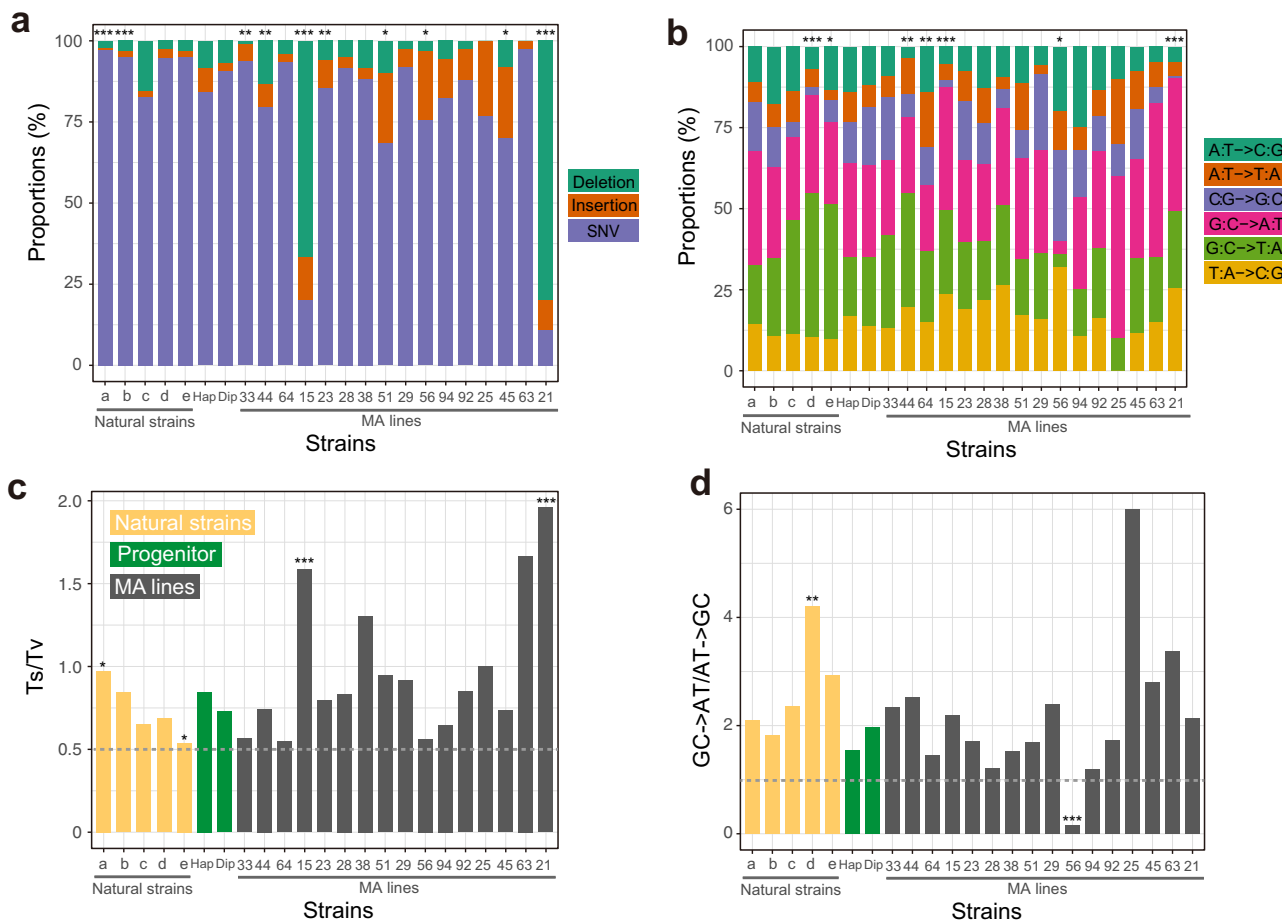 a
*** *** ** ** *** ** * * * ***
Proportions (%)
100
75
50
25
0
Deletion
Insertion
SNV
a b c d e Hap Dip 33 44 64 15 23 28 38 51 29 56 94 92 25 45 63 21
Natural strains MA lines
Strains
b
*** * ** ** *** * ***
Proportions (%)
100
75
50
25
0
A:T->C:G
A:T->T:A
C:G->G:C
G:C->A:T
G:C->T:A
T:A->C:G
a b c d e Hap Dip 33 44 64 15 23 28 38 51 29 56 94 92 25 45 63 21
Natural strains MA lines
Strains
c
Ts/Tv
2.0
1.5
1.0
0.5
0
Natural strains
Progenitor
MA lines
* * *** ***
a b c d e Hap Dip 33 44 64 15 23 28 38 51 29 56 94 92 25 45 63 21
Natural strains MA lines
Strains
d
GC->AT/AT->GC
6
4
2
0
** ***
a b c d e Hap Dip 33 44 64 15 23 28 38 51 29 56 94 92 25 45 63 21
Natural strains MA lines
Strains